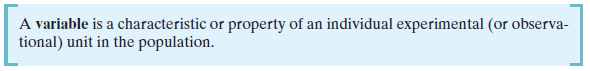 A variable is a characteristic or property of an individual experimental (or observa-
tional) unit in the population.